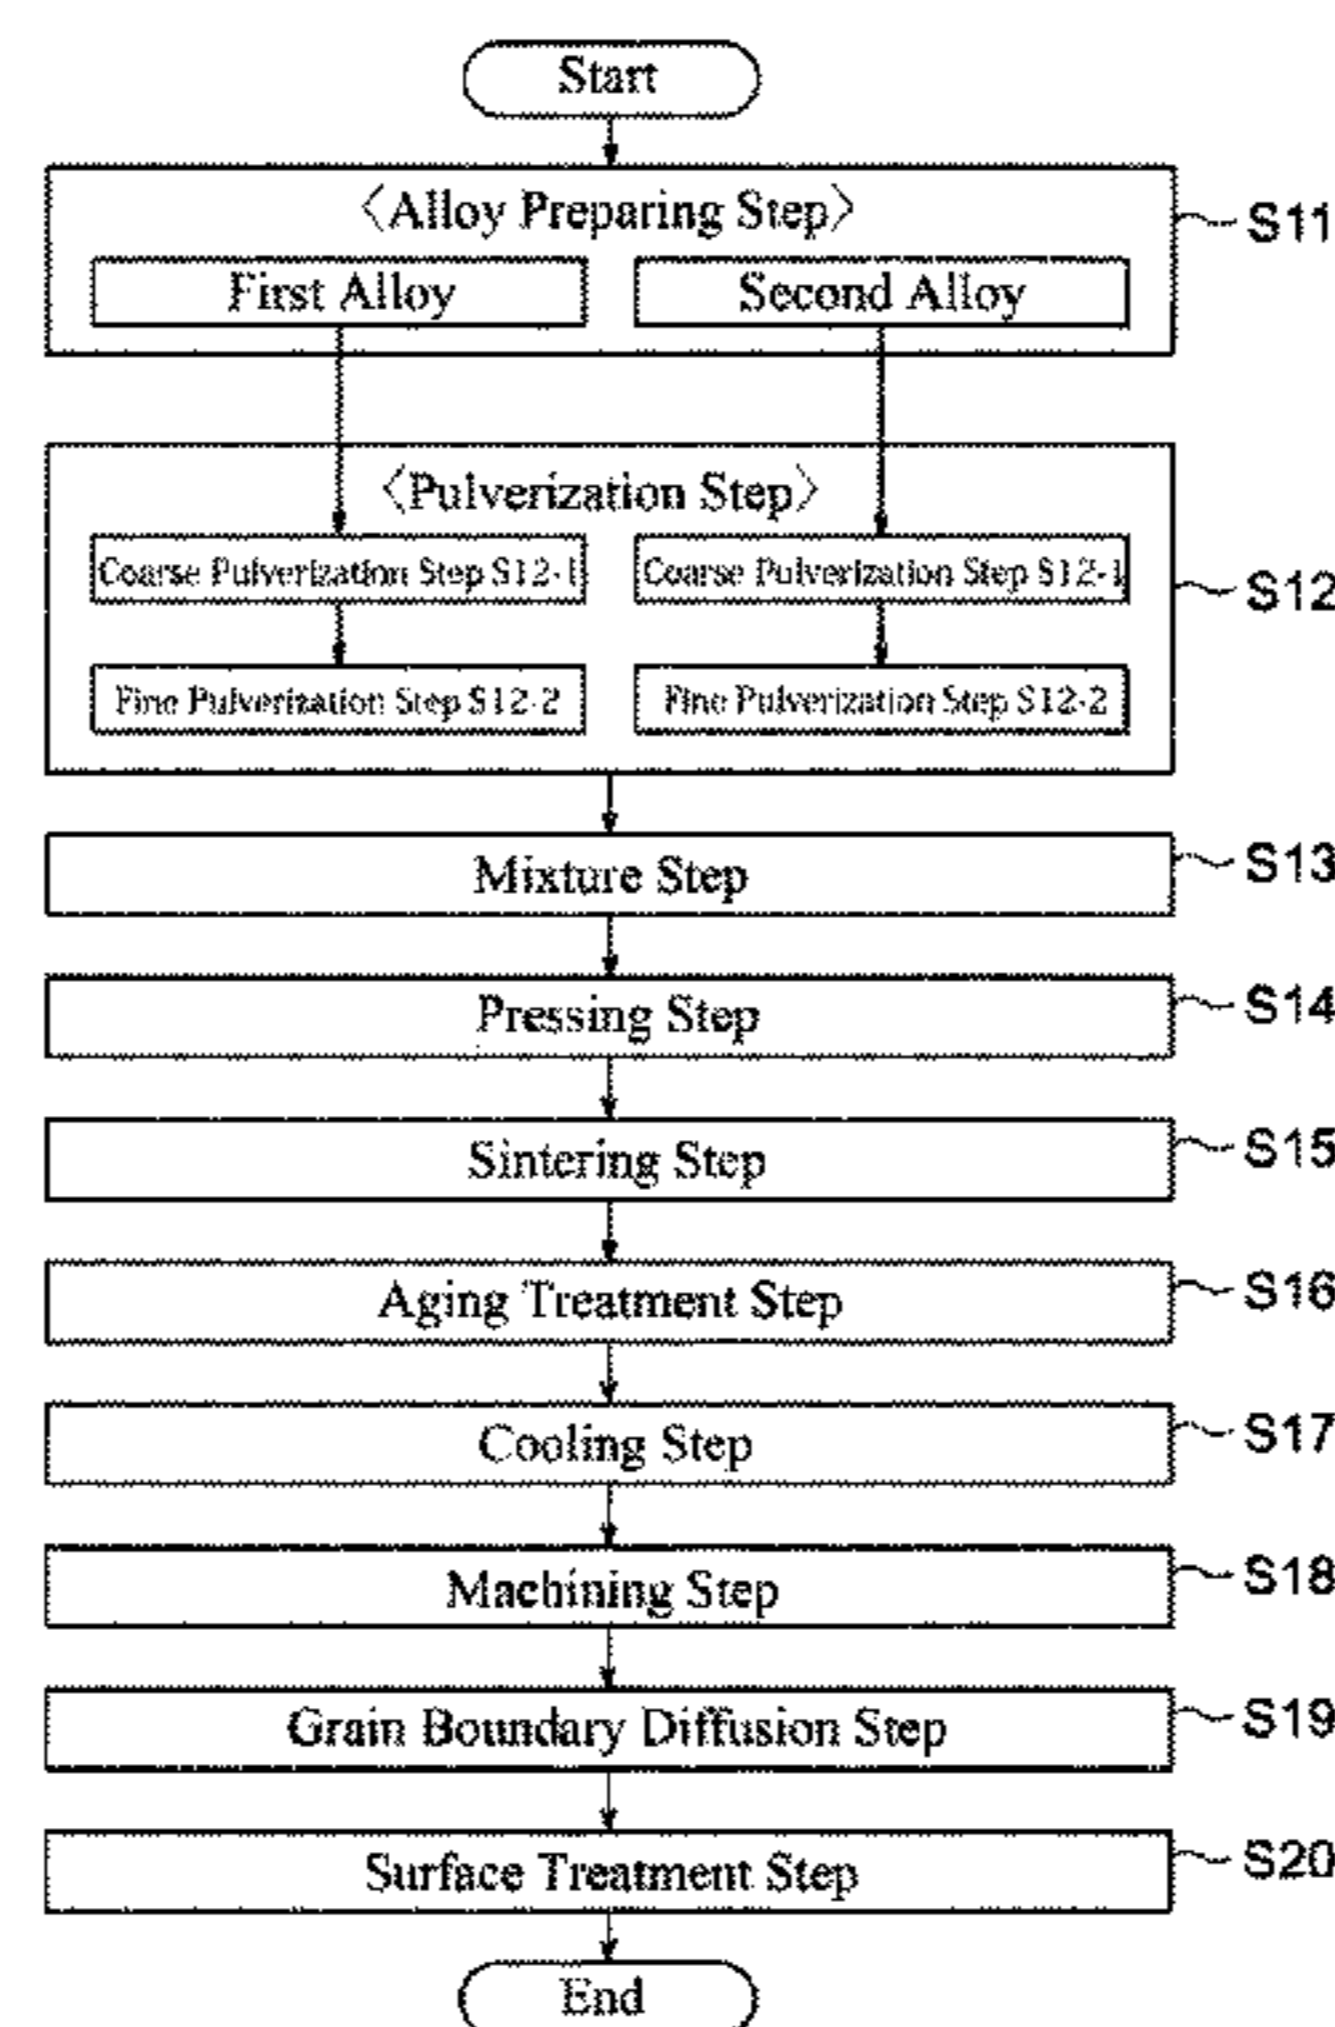 Start
〈Alloy Preparing Step〉
S11
First Alloy
Second Alloy
〈Pulverization Step〉
Coarse Pulverization Step S12-1
Coarse Pulverization Step S12-1
S12
Fine Pulverization Step S12-2
Fine Pulverization Step S12-2
Mixture Step
S13
Pressing Step
S14
Sintering Step
S15
Aging Treatment Step
S16
Cooling Step
S17
Machining Step
S18
Grain Boundary Diffusion Step
S19
Surface Treatment Step
S20
End